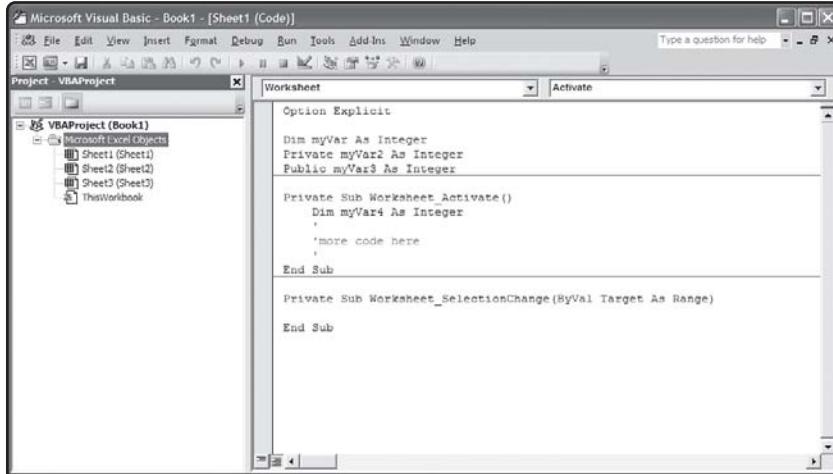 Microsoft Visual Basic - Book1 - [Sheet1 (Code)]
File Edit View Insert Format Debug Run Tools Add-Ins Window Help
Type a question for help
Project - VBAProject
Worksheet
Activate
VBAProject (Book1)
Microsoft Excel Objects
Sheet1 (Sheet1)
Sheet2 (Sheet2)
Sheet3 (Sheet3)
ThisWorkbook
Option Explicit
Dim myVar As Integer
Private myVar2 As Integer
Public myVar3 As Integer
Private Sub Worksheet_Activate()
Dim myVar4 As Integer
'
'more code here
'
End Sub
Private Sub Worksheet_SelectionChange(ByVal Target As Range)
End Sub